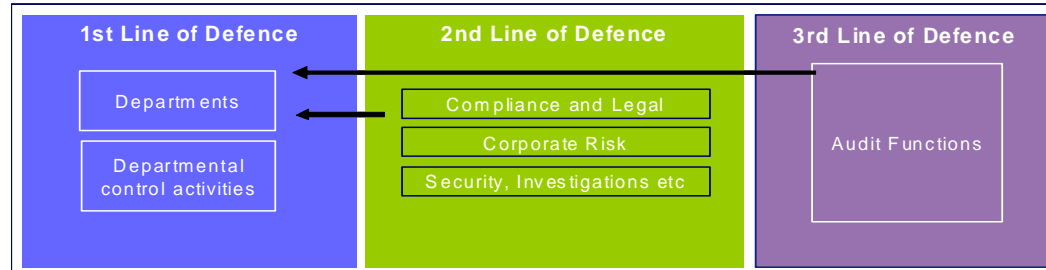 1st Line of Defence
2nd Line of Defence
3rd Line of Defence
Departments
Departmental
control activities
Compliance and Legal
Corporate Risk
Security, Investigations etc
Audit Functions